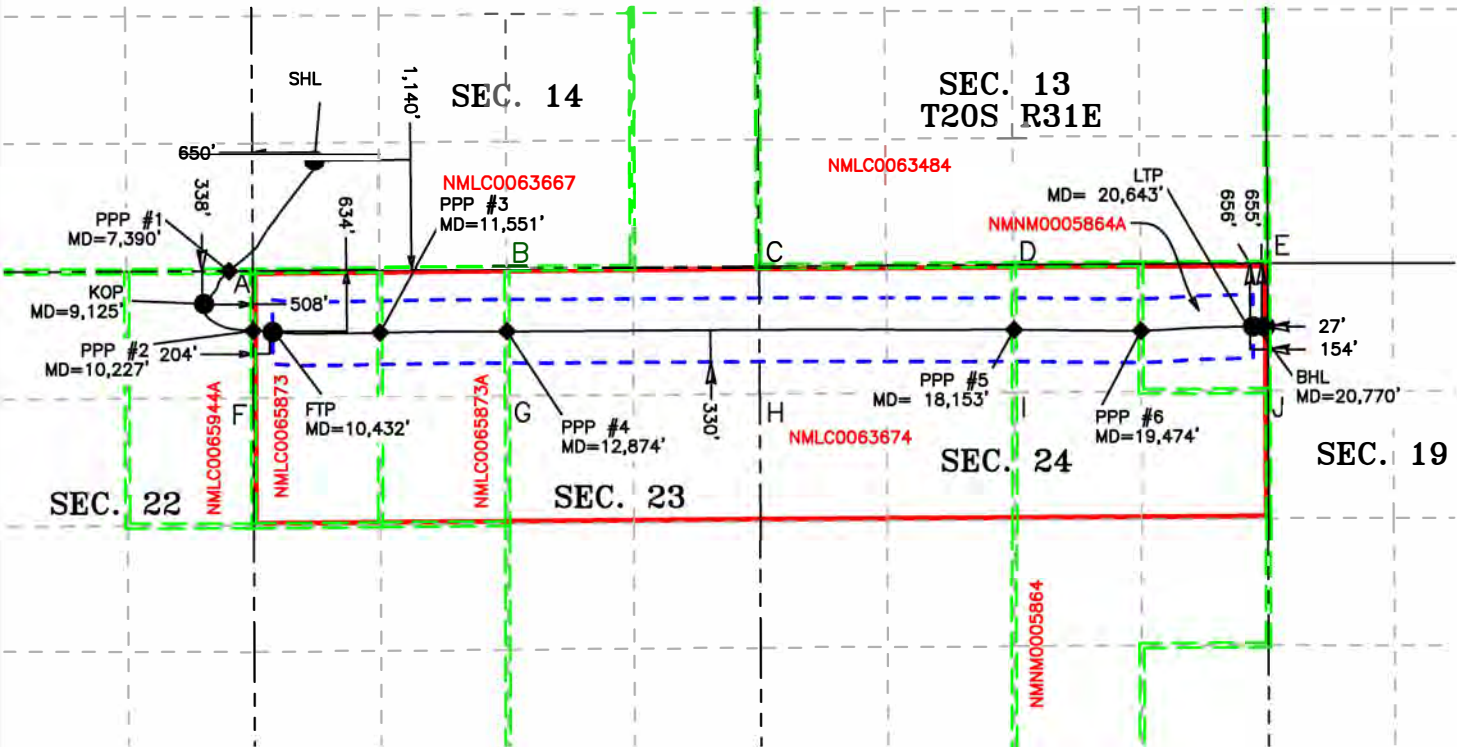 SHL
1,140'
SEC. 14
SEC. 13
T20S R31E
650'
338'
634'
NMLC0063667
PPP #3
MD=11,551'
NMLC0063484
LTP
MD= 20,643'
656'
655'
NMNM0005864A
PPP #1
MD=7,390'
A
B
C
D
E
KOP
MD=9,125'
508'
PPP #2
MD=10,227'
204'
27'
154'
BHL
MD=20,770'
NMLC0065944A
NMLC0065873
NMLC0065873A
F
FTP
MD=10,432'
G
PPP #4
MD=12,874'
330'
H
NMLC0063674
PPP #5
MD= 18,153'
I
PPP #6
MD=19,474'
J
SEC. 22
SEC. 23
SEC. 24
SEC. 19
NMNM0005864